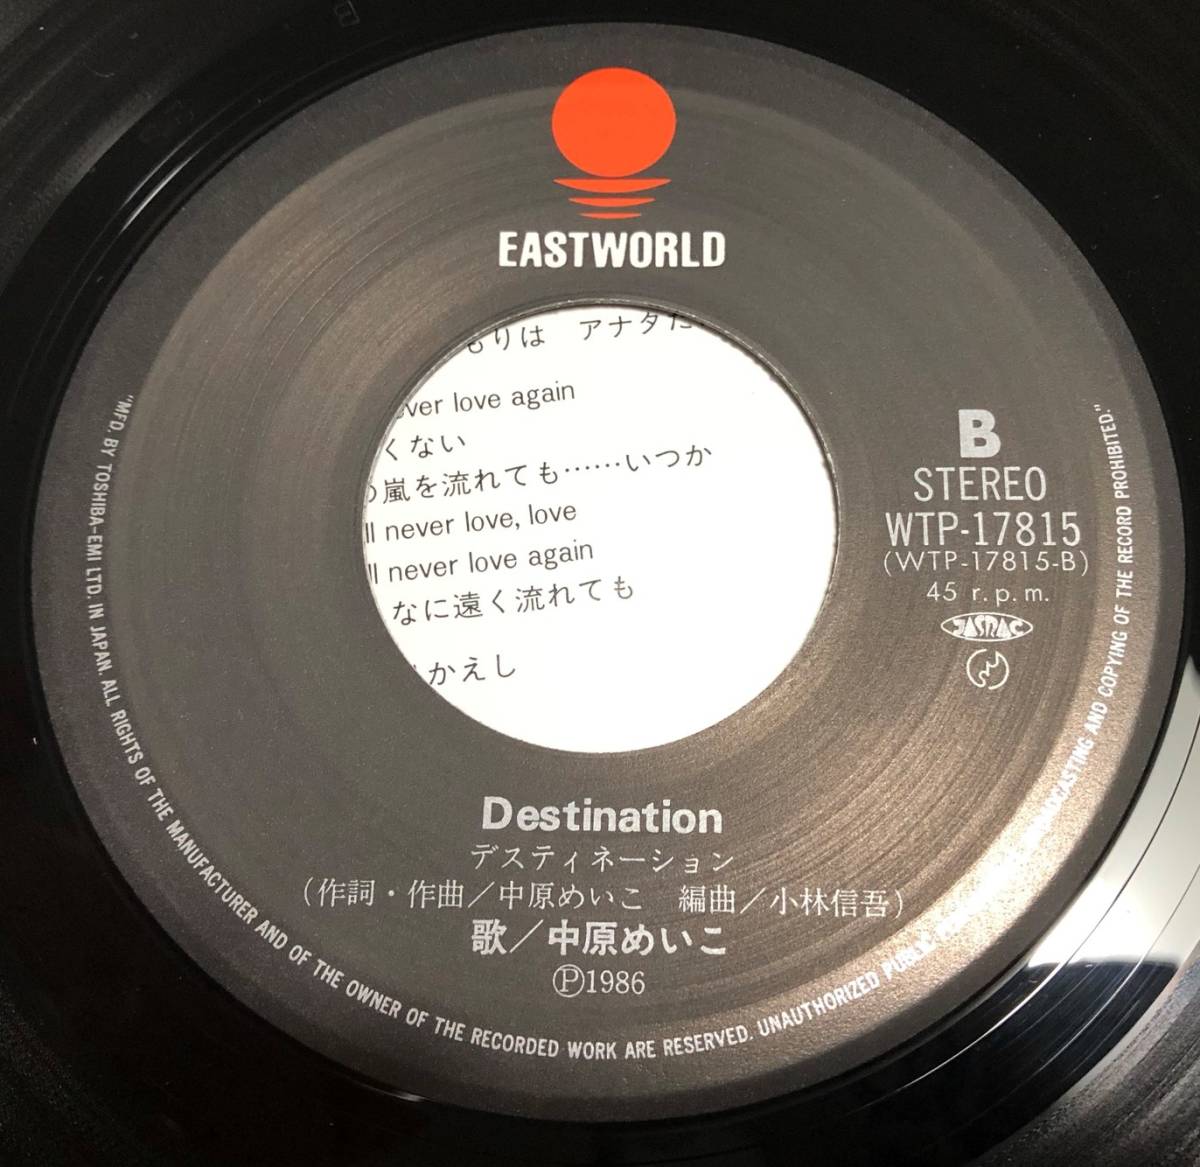 EASTWORLD
もりは アナタだ
ever love again
くない
嵐を流れても……いつか
ll never love, love
ll never love again
なに遠く流れても
かえし
B
STEREO
WTP-17815
(WTP-17815-B)
45 r.p.m.
JASRAC
Destination
デスティネーション
(作詞・作曲/中原めいこ 編曲/小林信吾)
歌/中原めいこ
Ⓟ1986
"MFD. BY TOSHIBA-EMI LTD. IN JAPAN. ALL RIGHTS OF THE MANUFACTURER AND OF THE OWNER OF THE RECORDED WORK ARE RESERVED. UNAUTHORIZED PUBLIC BROADCASTING AND COPYING OF THE RECORD PROHIBITED."